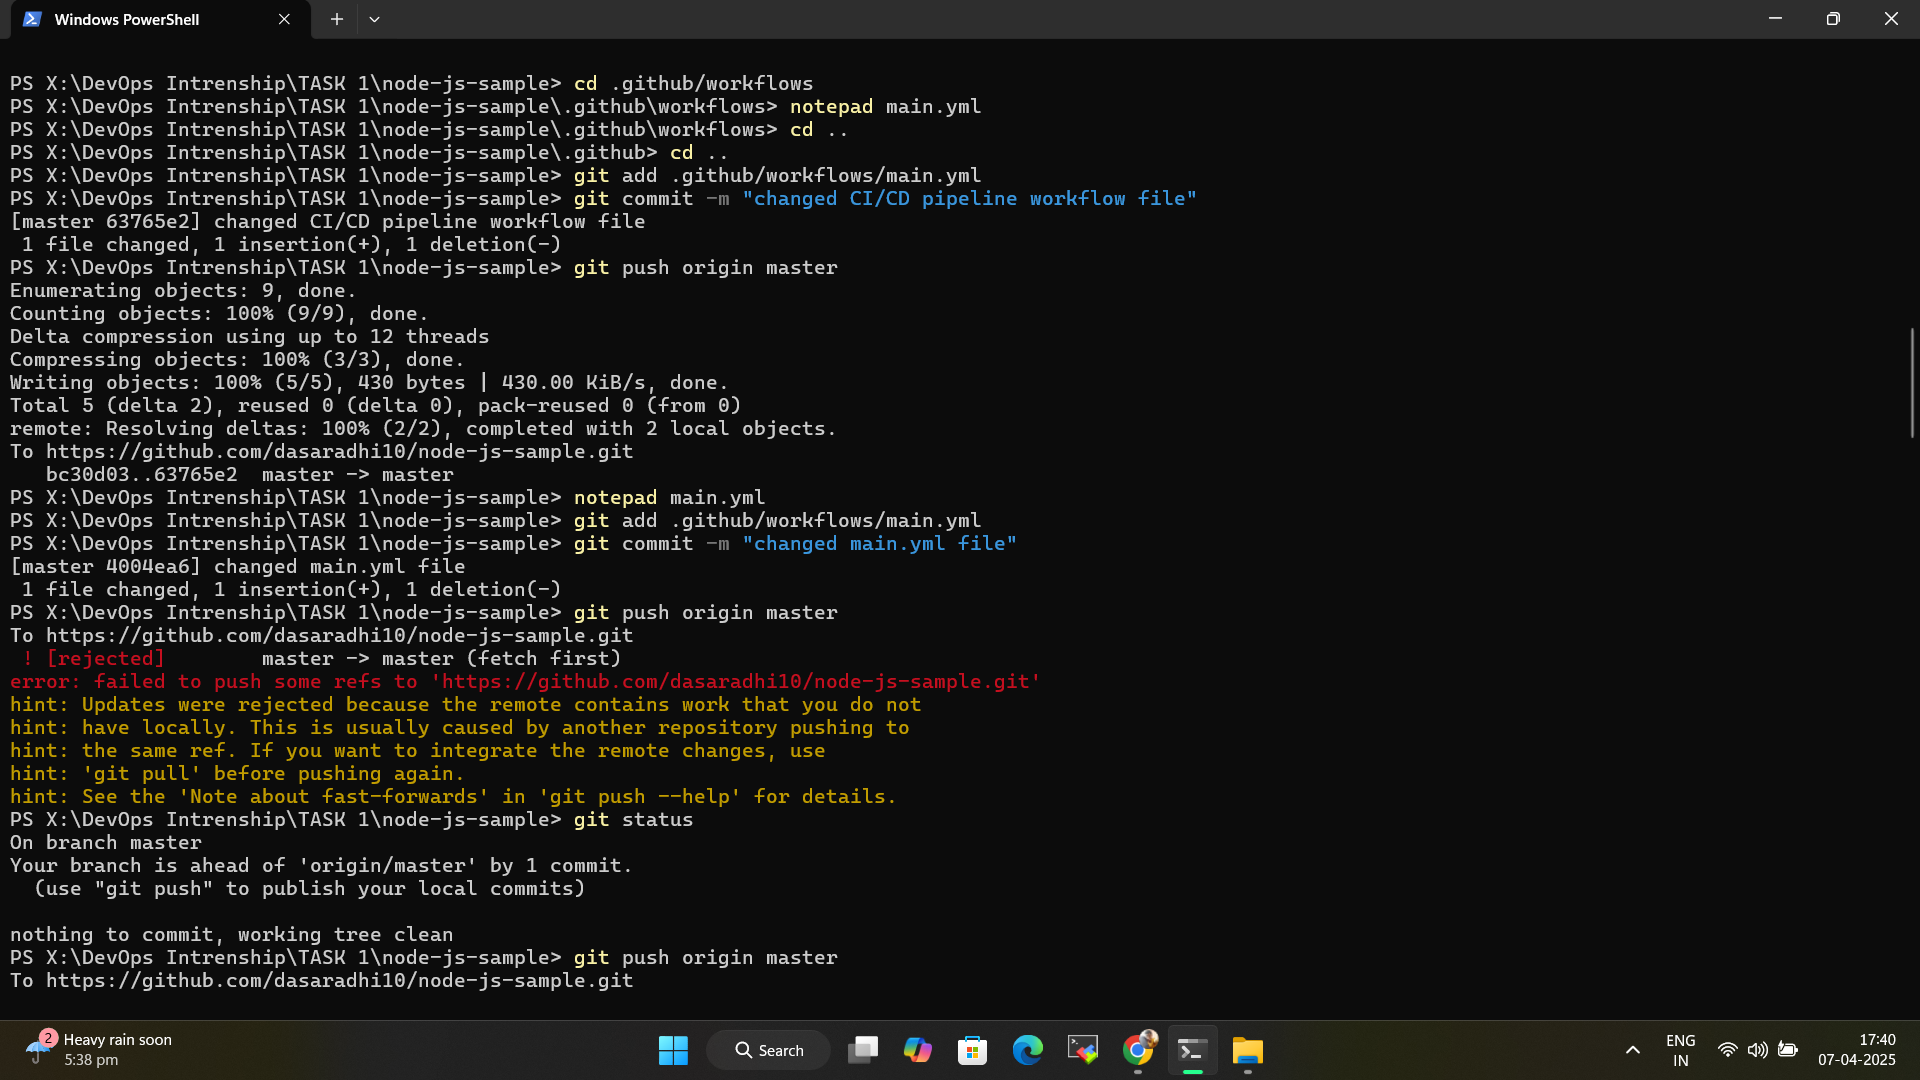 Windows PowerShell
PS X:\DevOps Intrenship\TASK 1\node-js-sample> cd .github/workflows
PS X:\DevOps Intrenship\TASK 1\node-js-sample\.github\workflows> notepad main.yml
PS X:\DevOps Intrenship\TASK 1\node-js-sample\.github\workflows> cd ..
PS X:\DevOps Intrenship\TASK 1\node-js-sample\.github> cd ..
PS X:\DevOps Intrenship\TASK 1\node-js-sample> git add .github/workflows/main.yml
PS X:\DevOps Intrenship\TASK 1\node-js-sample> git commit -m "changed CI/CD pipeline workflow file"
[master 63765e2] changed CI/CD pipeline workflow file
 1 file changed, 1 insertion(+), 1 deletion(-)
PS X:\DevOps Intrenship\TASK 1\node-js-sample> git push origin master
Enumerating objects: 9, done.
Counting objects: 100% (9/9), done.
Delta compression using up to 12 threads
Compressing objects: 100% (3/3), done.
Writing objects: 100% (5/5), 430 bytes | 430.00 KiB/s, done.
Total 5 (delta 2), reused 0 (delta 0), pack-reused 0 (from 0)
remote: Resolving deltas: 100% (2/2), completed with 2 local objects.
To https://github.com/dasaradhi10/node-js-sample.git
   bc30d03..63765e2  master -> master
PS X:\DevOps Intrenship\TASK 1\node-js-sample> notepad main.yml
PS X:\DevOps Intrenship\TASK 1\node-js-sample> git add .github/workflows/main.yml
PS X:\DevOps Intrenship\TASK 1\node-js-sample> git commit -m "changed main.yml file"
[master 4004ea6] changed main.yml file
 1 file changed, 1 insertion(+), 1 deletion(-)
PS X:\DevOps Intrenship\TASK 1\node-js-sample> git push origin master
To https://github.com/dasaradhi10/node-js-sample.git
 ! [rejected]        master -> master (fetch first)
error: failed to push some refs to 'https://github.com/dasaradhi10/node-js-sample.git'
hint: Updates were rejected because the remote contains work that you do not
hint: have locally. This is usually caused by another repository pushing to
hint: the same ref. If you want to integrate the remote changes, use
hint: 'git pull' before pushing again.
hint: See the 'Note about fast-forwards' in 'git push --help' for details.
PS X:\DevOps Intrenship\TASK 1\node-js-sample> git status
On branch master
Your branch is ahead of 'origin/master' by 1 commit.
  (use "git push" to publish your local commits)
nothing to commit, working tree clean
PS X:\DevOps Intrenship\TASK 1\node-js-sample> git push origin master
To https://github.com/dasaradhi10/node-js-sample.git
2
Heavy rain soon
5:38 pm
Search
ENG
IN
17:40
07-04-2025